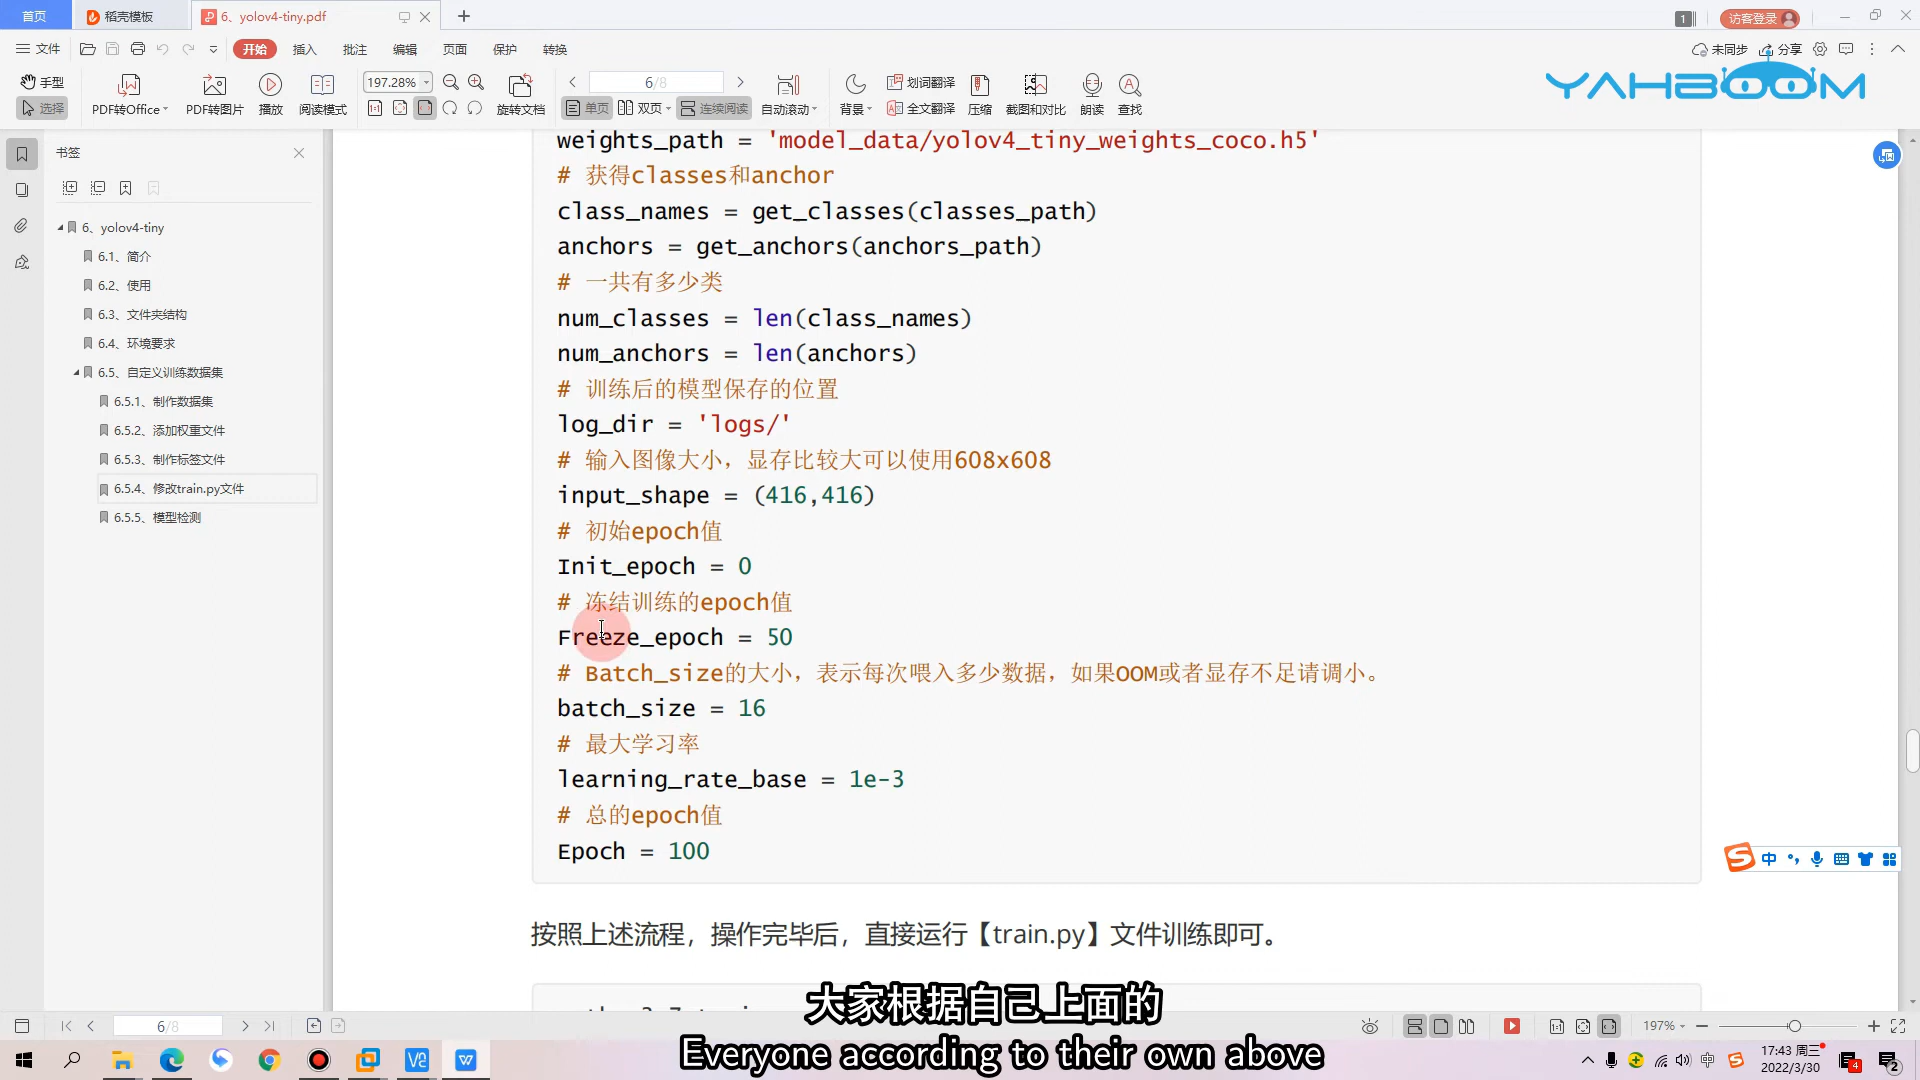 首页
稻壳模板
6、yolov4-tiny.pdf
1
访客登录
文件
开始
插入
批注
编辑
页面
保护
转换
未同步
分享
手型
选择
PDF转Office
PDF转图片
播放
阅读模式
197.28%
旋转文档
6/8
单页
双页
连续阅读
自动滚动
背景
划词翻译
全文翻译
压缩
截图和对比
朗读
查找
YAHBOOM
书签
6、yolov4-tiny
6.1、简介
6.2、使用
6.3、文件夹结构
6.4、环境要求
6.5、自定义训练数据集
6.5.1、制作数据集
6.5.2、添加权重文件
6.5.3、制作标签文件
6.5.4、修改train.py文件
6.5.5、模型检测
weights_path = 'model_data/yolov4_tiny_weights_coco.h5'
# 获得classes和anchor
class_names = get_classes(classes_path)
anchors = get_anchors(anchors_path)
# 一共有多少类
num_classes = len(class_names)
num_anchors = len(anchors)
# 训练后的模型保存的位置
log_dir = 'logs/'
# 输入图像大小，显存比较大可以使用608x608
input_shape = (416,416)
# 初始epoch值
Init_epoch = 0
# 冻结训练的epoch值
Freeze_epoch = 50
# Batch_size的大小，表示每次喂入多少数据，如果OOM或者显存不足请调小。
batch_size = 16
# 最大学习率
learning_rate_base = 1e-3
# 总的epoch值
Epoch = 100
按照上述流程，操作完毕后，直接运行【train.py】文件训练即可。
大家根据自己上面的
Everyone according to their own above
中
6/8
197%
中
17:43 周三
2022/3/30
4
2